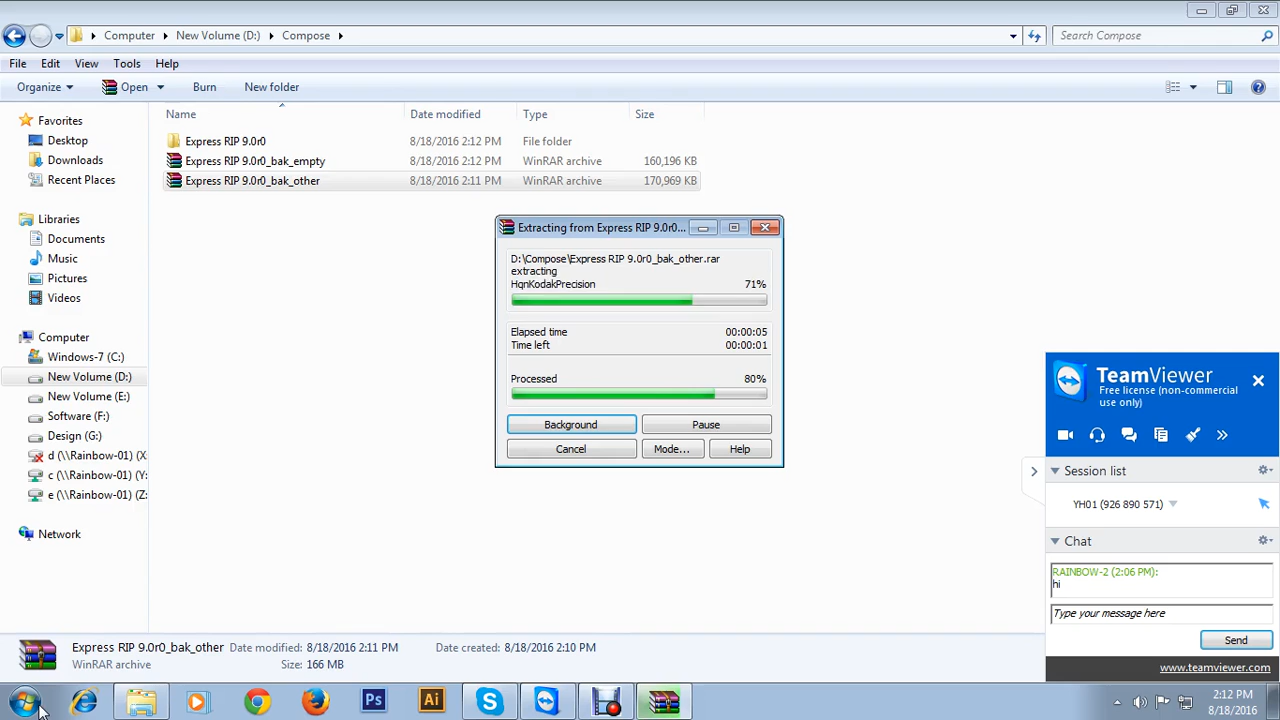 Computer New Volume (D:) Compose
Search Compose
File Edit View Tools Help
Organize Open Burn New folder
Name Date modified Type Size
Favorites
Desktop
Downloads
Recent Places
Libraries
Documents
Music
Pictures
Videos
Computer
Windows-7 (C:)
New Volume (D:)
New Volume (E:)
Software (F:)
Design (G:)
d (\\Rainbow-01) (X
c (\\Rainbow-01) (Y:
e (\\Rainbow-01) (Z:
Network
Express RIP 9.0r0 8/18/2016 2:12 PM File folder
Express RIP 9.0r0_bak_empty 8/18/2016 2:12 PM WinRAR archive 160,196 KB
Express RIP 9.0r0_bak_other 8/18/2016 2:11 PM WinRAR archive 170,969 KB
Extracting from Express RIP 9.0r0...
D:\Compose\Express RIP 9.0r0_bak_other.rar
extracting
HqnKodakPrecision 71%
Elapsed time 00:00:05
Time left 00:00:01
Processed 80%
Background Pause
Cancel Mode... Help
TeamViewer
Free license (non-commercial
use only)
Session list
YH01 (926 890 571)
Chat
RAINBOW-2 (2:06 PM):
hi
Type your message here
Send
www.teamviewer.com
Express RIP 9.0r0_bak_other Date modified: 8/18/2016 2:11 PM Date created: 8/18/2016 2:10 PM
WinRAR archive Size: 166 MB
Ps Ai
2:12 PM
8/18/2016